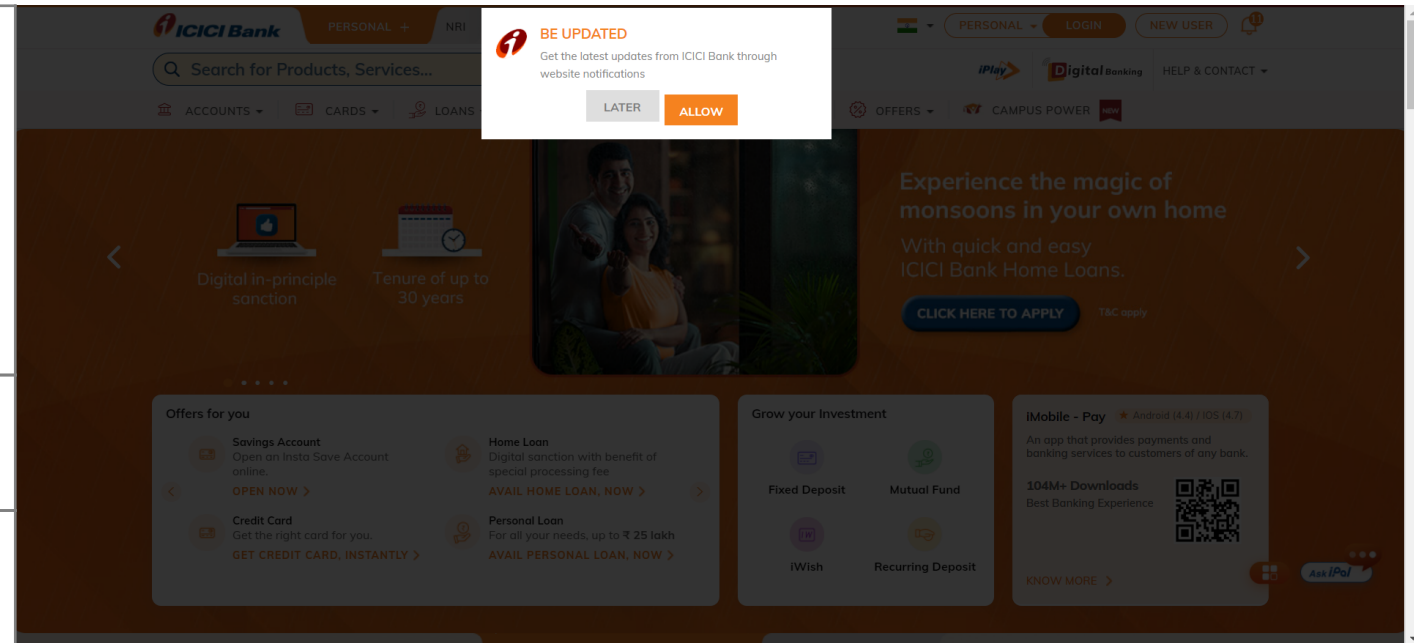 ICICI Bank
PERSONAL +
NRI
PERSONAL
LOGIN
NEW USER
11
BE UPDATED
Get the latest updates from ICICI Bank through
website notifications
LATER
ALLOW
Search for Products, Services...
iPlay
Digital Banking
HELP & CONTACT
ACCOUNTS
CARDS
LOANS
OFFERS
CAMPUS POWER
NEW
Digital in-principle
sanction
Tenure of up to
30 years
Experience the magic of
monsoons in your own home
With quick and easy
ICICI Bank Home Loans.
CLICK HERE TO APPLY
T&C apply
Offers for you
Savings Account
Open an Insta Save Account
online.
OPEN NOW >
Home Loan
Digital sanction with benefit of
special processing fee
AVAIL HOME LOAN, NOW >
Credit Card
Get the right card for you.
GET CREDIT CARD, INSTANTLY >
Personal Loan
For all your needs, up to ₹ 25 lakh
AVAIL PERSONAL LOAN, NOW >
Grow your Investment
Fixed Deposit
Mutual Fund
iWish
Recurring Deposit
iMobile - Pay
★ Android (4.4) / IOS (4.7)
An app that provides payments and
banking services to customers of any bank.
104M+ Downloads
Best Banking Experience
KNOW MORE >
Ask iPal